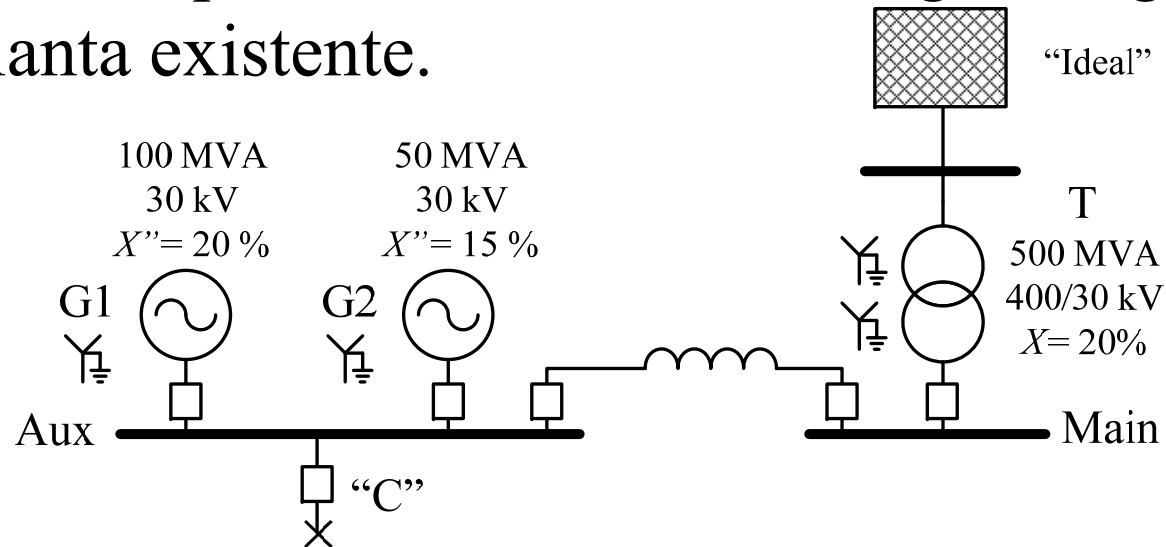 existente.
“Ideal”
100 MVA
30 kV
X”= 20 %
50 MVA
30 kV
X”= 15 %
T
500 MVA
400/30 kV
X= 20%
G1
G2
Aux
Main
“C”